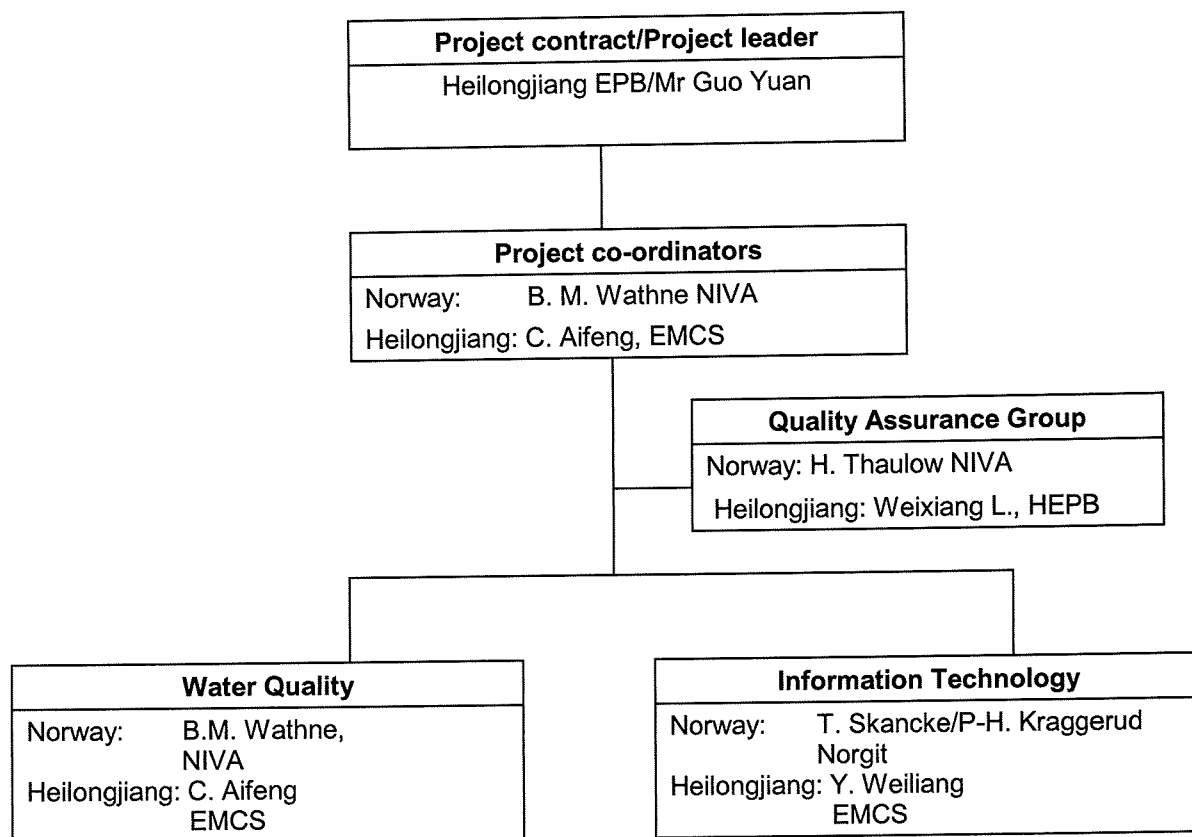 Project contract/Project leader
Heilongjiang EPB/Mr Guo Yuan
Project co-ordinators
Norway: B. M. Wathne NIVA
Heilongjiang: C. Aifeng, EMCS
Quality Assurance Group
Norway: H. Thaulow NIVA
Heilongjiang: Weixiang L., HEPB
Water Quality
Norway: B.M. Wathne,
NIVA
Heilongjiang: C. Aifeng
EMCS
Information Technology
Norway: T. Skancke/P-H. Kraggerud
Norgit
Heilongjiang: Y. Weiliang
EMCS